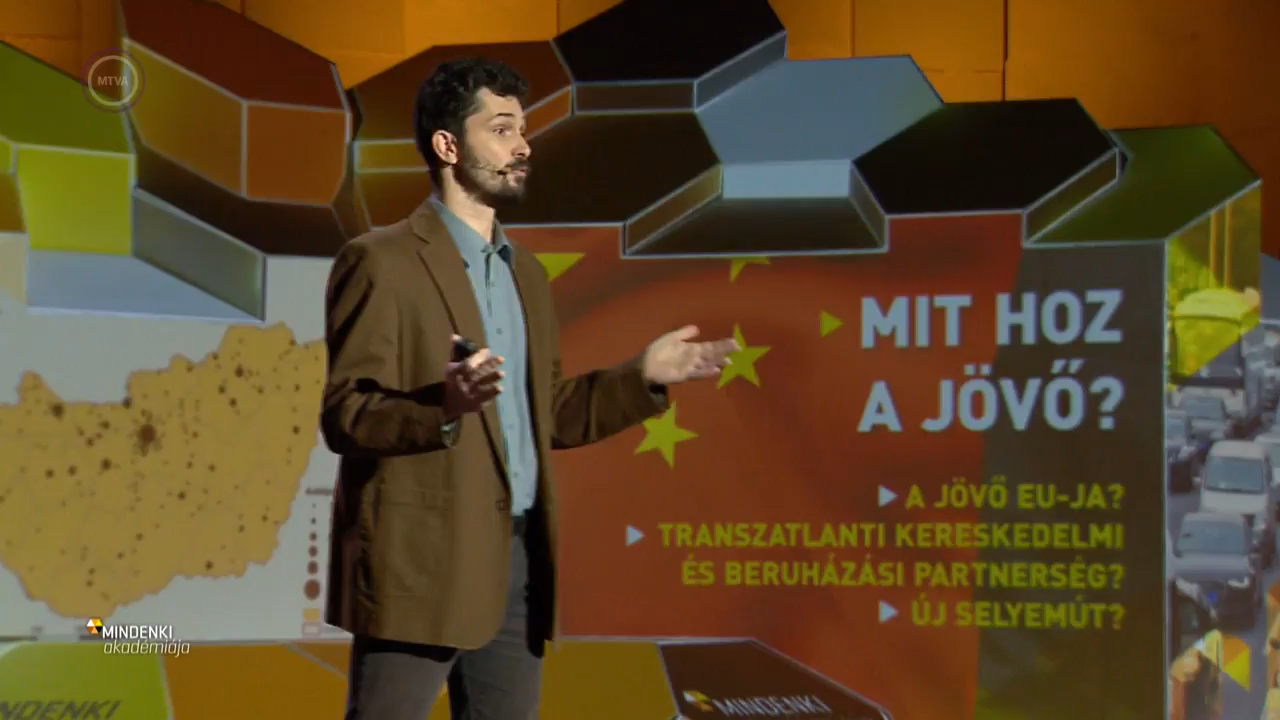 MTVA
MIT HOZ
A JÖVŐ?
A JÖVŐ EU-JA?
TRANSZATLANTI KERESKEDELMI
ÉS BERUHÁZÁSI PARTNERSÉG?
ÚJ SELYEMÚT?
MINDENKI
akadémiája
MINDENKI
MINDENKI